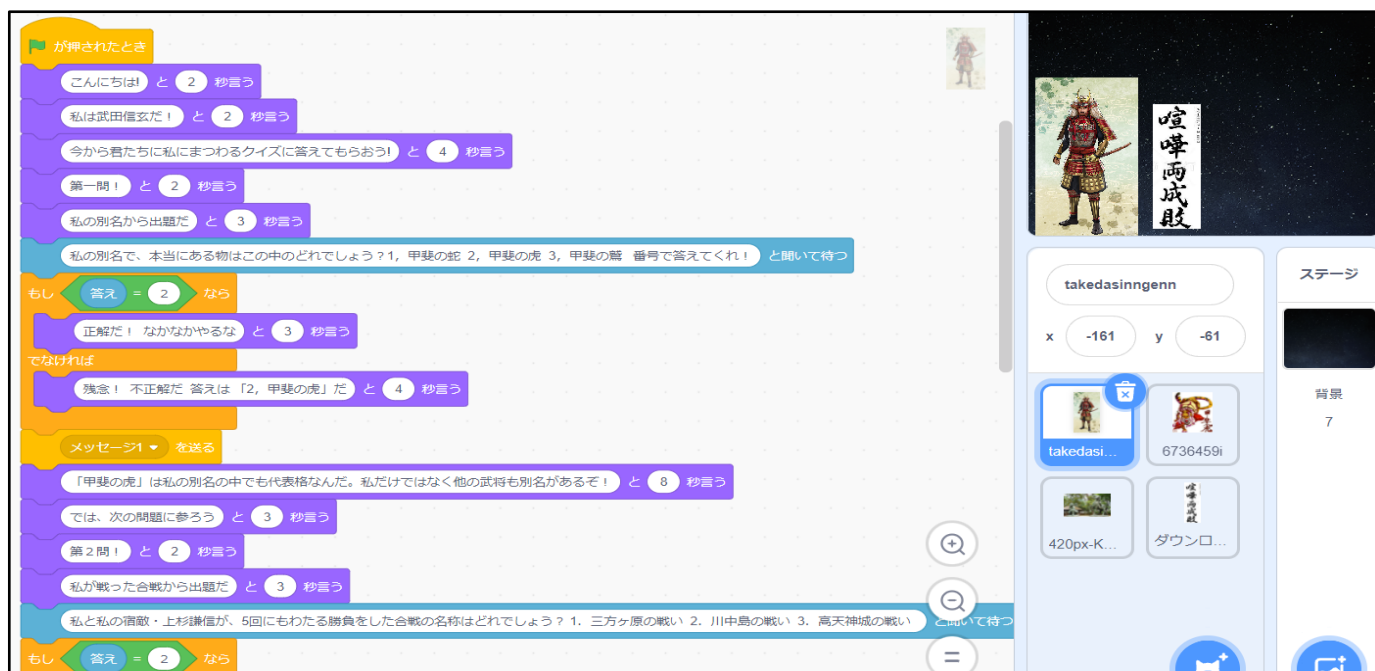 が押されたとき
こんにちは! と 2 秒言う
私は武田信玄だ！ と 2 秒言う
今から君たちに私にまつわるクイズに答えてもらおう! と 4 秒言う
第一問！ と 2 秒言う
私の別名から出題だ と 3 秒言う
私の別名で、本当にある物はこの中のどれでしょう？1，甲斐の蛇 2，甲斐の虎 3，甲斐の鷲 番号で答えてくれ！ と聞いて待つ
もし 答え = 2 なら
正解だ！ なかなかやるな と 3 秒言う
でなければ
残念！ 不正解だ 答えは「2，甲斐の虎」だ と 4 秒言う
メッセージ1 を送る
「甲斐の虎」は私の別名の中でも代表格なんだ。私だけではなく他の武将も別名があるぞ！ と 8 秒言う
では、次の問題に参ろう と 3 秒言う
第２問！ と 2 秒言う
私が戦った合戦から出題だ と 3 秒言う
私と私の宿敵・上杉謙信が、5回にもわたる勝負をした合戦の名称はどれでしょう？ 1．三方ヶ原の戦い 2．川中島の戦い 3．高天神城の戦い と聞いて待つ
もし 答え = 2 なら
喧嘩両成敗
takedasinngenn
x -161 y -61
takedasi...
6736459i
420px-K...
喧嘩両成敗
ダウンロ...
ステージ
背景
7